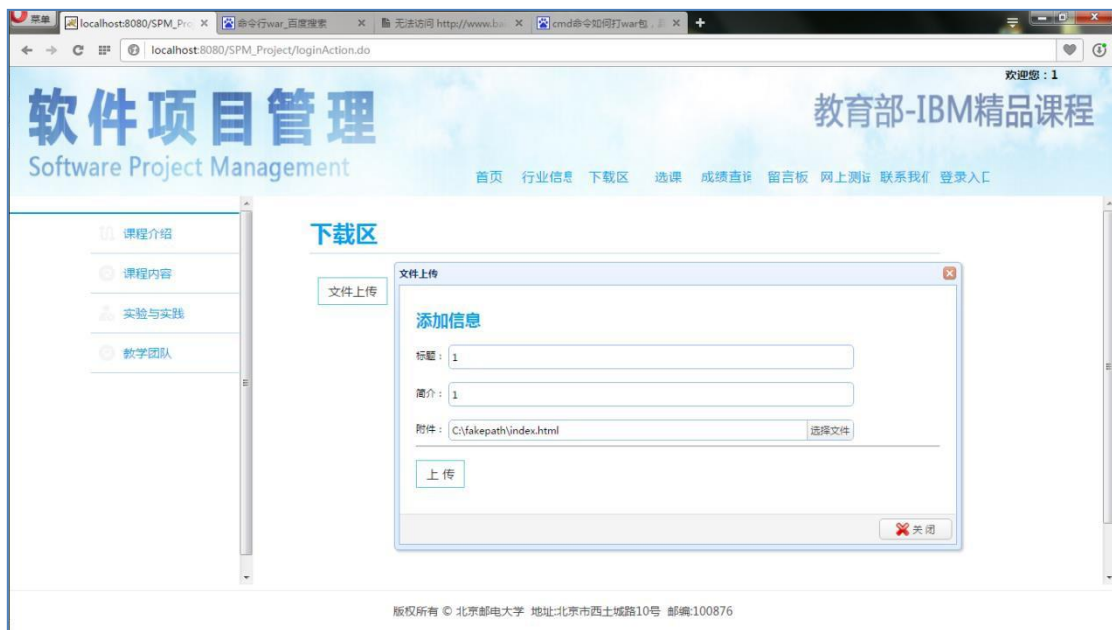 菜单
localhost:8080/SPM_Pro
命令行war_百度搜索
无法访问 http://www.ba
cmd命令如何打war包，
localhost:8080/SPM_Project/loginAction.do
欢迎您：1
软件项目管理
Software Project Management
教育部-IBM精品课程
首页 行业信息 下载区 选课 成绩查询 留言板 网上测试 联系我们 登录入口
课程介绍
课程内容
实验与实践
教学团队
下载区
文件上传
文件上传
添加信息
标题： 1
简介： 1
附件： C:\fakepath\index.html 选择文件
上 传
关闭
版权所有 © 北京邮电大学 地址:北京市西土城路10号 邮编:100876